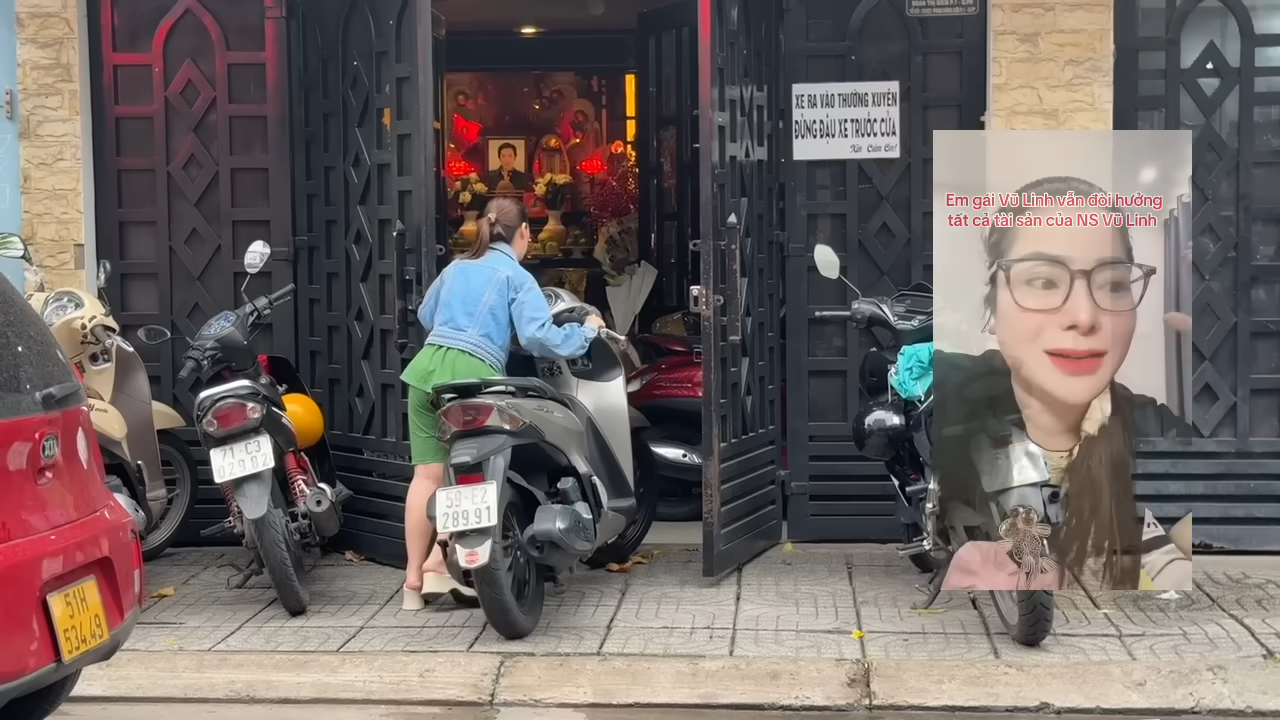 XE RA VÀO THƯỜNG XUYÊN
ĐỪNG ĐẬU XE TRƯỚC CỬA
Xin Cám Ơn!
Em gái Vũ Linh vẫn đòi hưởng
tất cả tài sản của NS Vũ Linh
71-C3
029.82
59-E2
289.91
51H
534.49